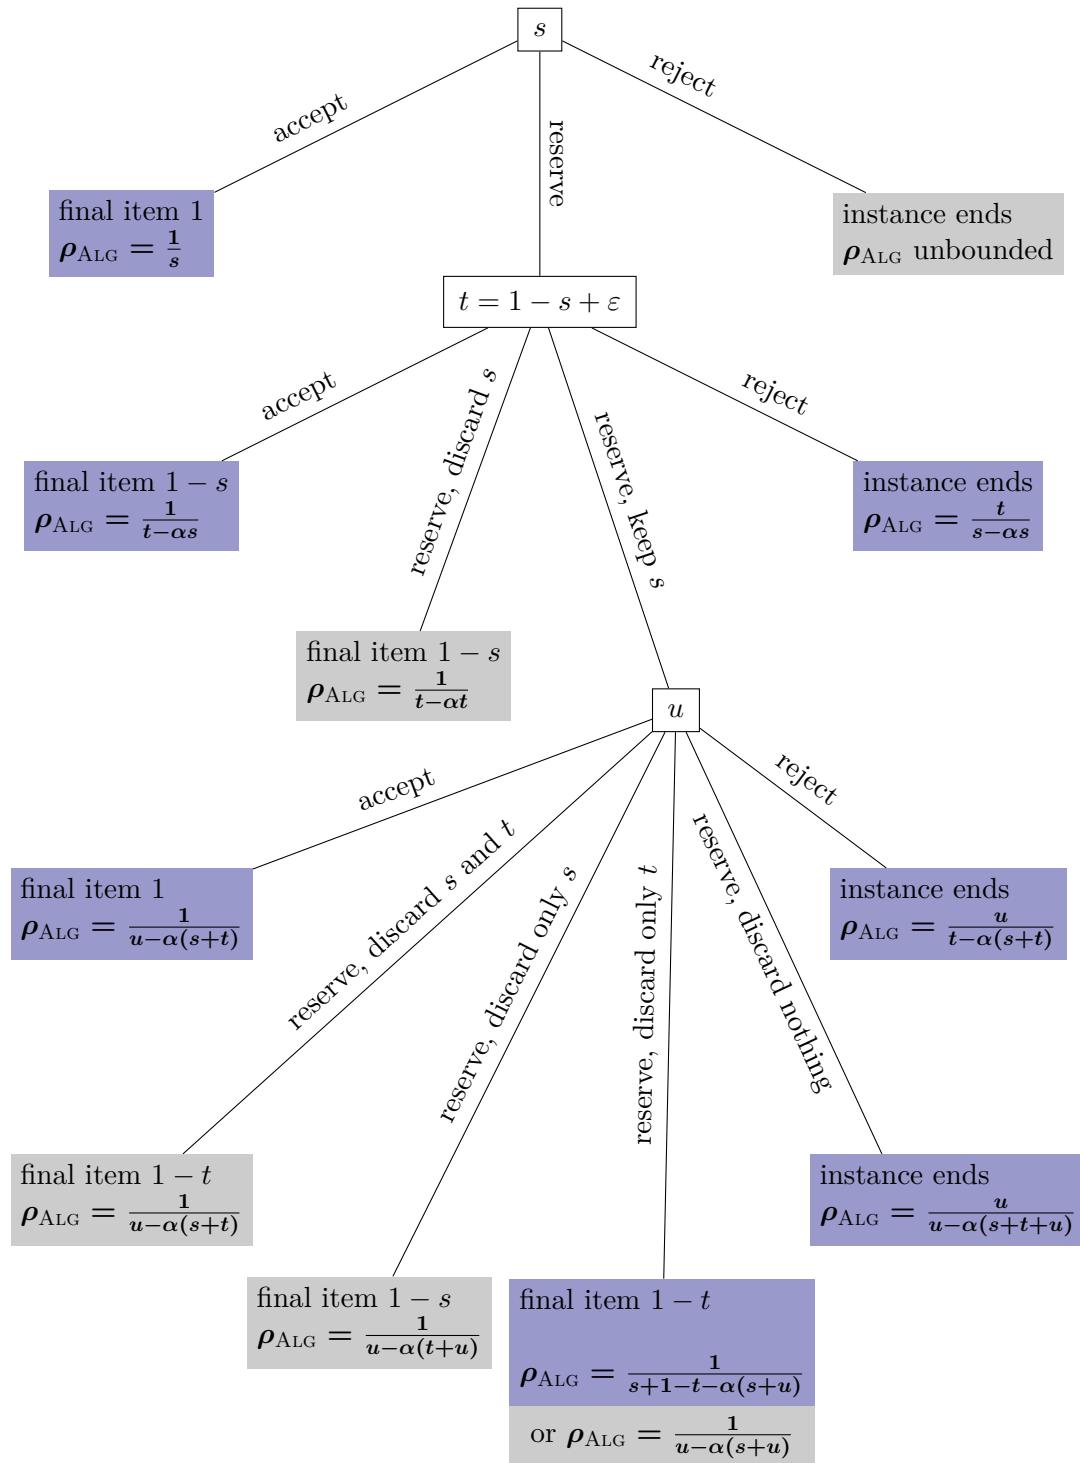 s
accept
reserve
reject
final item 1
ρ_ALG = 1/s
instance ends
ρ_ALG unbounded
t = 1 − s + ε
accept
reserve, discard s
reserve, keep s
reject
final item 1 − s
ρ_ALG = 1/(t−αs)
instance ends
ρ_ALG = t/(s−αs)
final item 1 − s
ρ_ALG = 1/(t−αt)
u
accept
reserve, discard s and t
reserve, discard only s
reserve, discard only t
reserve, discard nothing
reject
final item 1
ρ_ALG = 1/(u−α(s+t))
instance ends
ρ_ALG = u/(t−α(s+t))
final item 1 − t
ρ_ALG = 1/(u−α(s+t))
instance ends
ρ_ALG = u/(u−α(s+t+u))
final item 1 − s
ρ_ALG = 1/(u−α(t+u))
final item 1 − t
ρ_ALG = 1/(s+1−t−α(s+u))
or ρ_ALG = 1/(u−α(s+u))